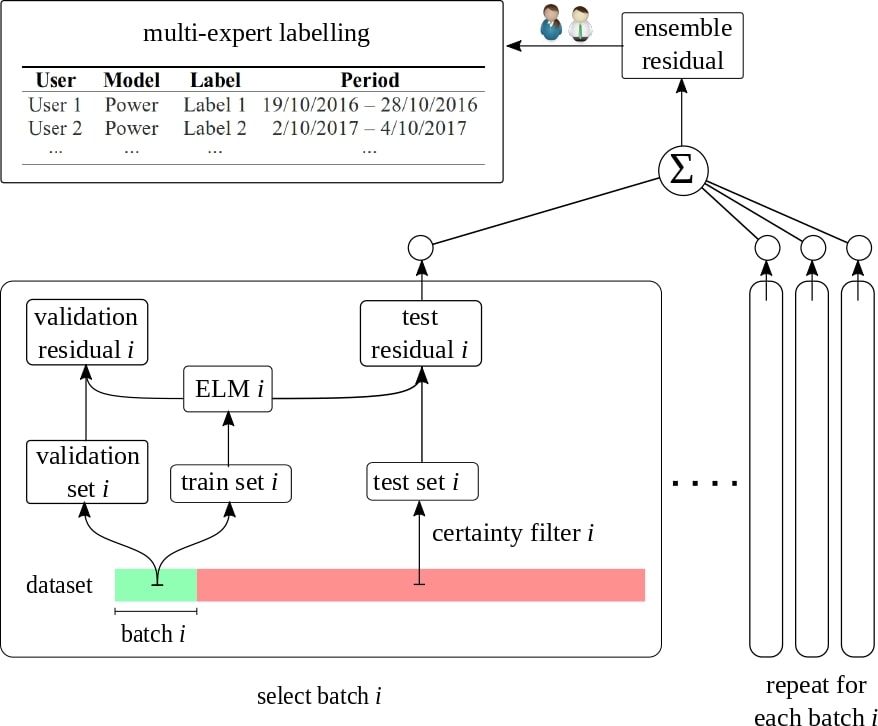 multi-expert labelling
User Model Label Period
User 1 Power Label 1 19/10/2016 – 28/10/2016
User 2 Power Label 2 2/10/2017 – 4/10/2017
... ... ... ...
ensemble
residual
Σ
validation
residual i
test
residual i
ELM i
validation
set i
train set i
test set i
. . . .
certainty filter i
dataset
batch i
select batch i
repeat for
each batch i